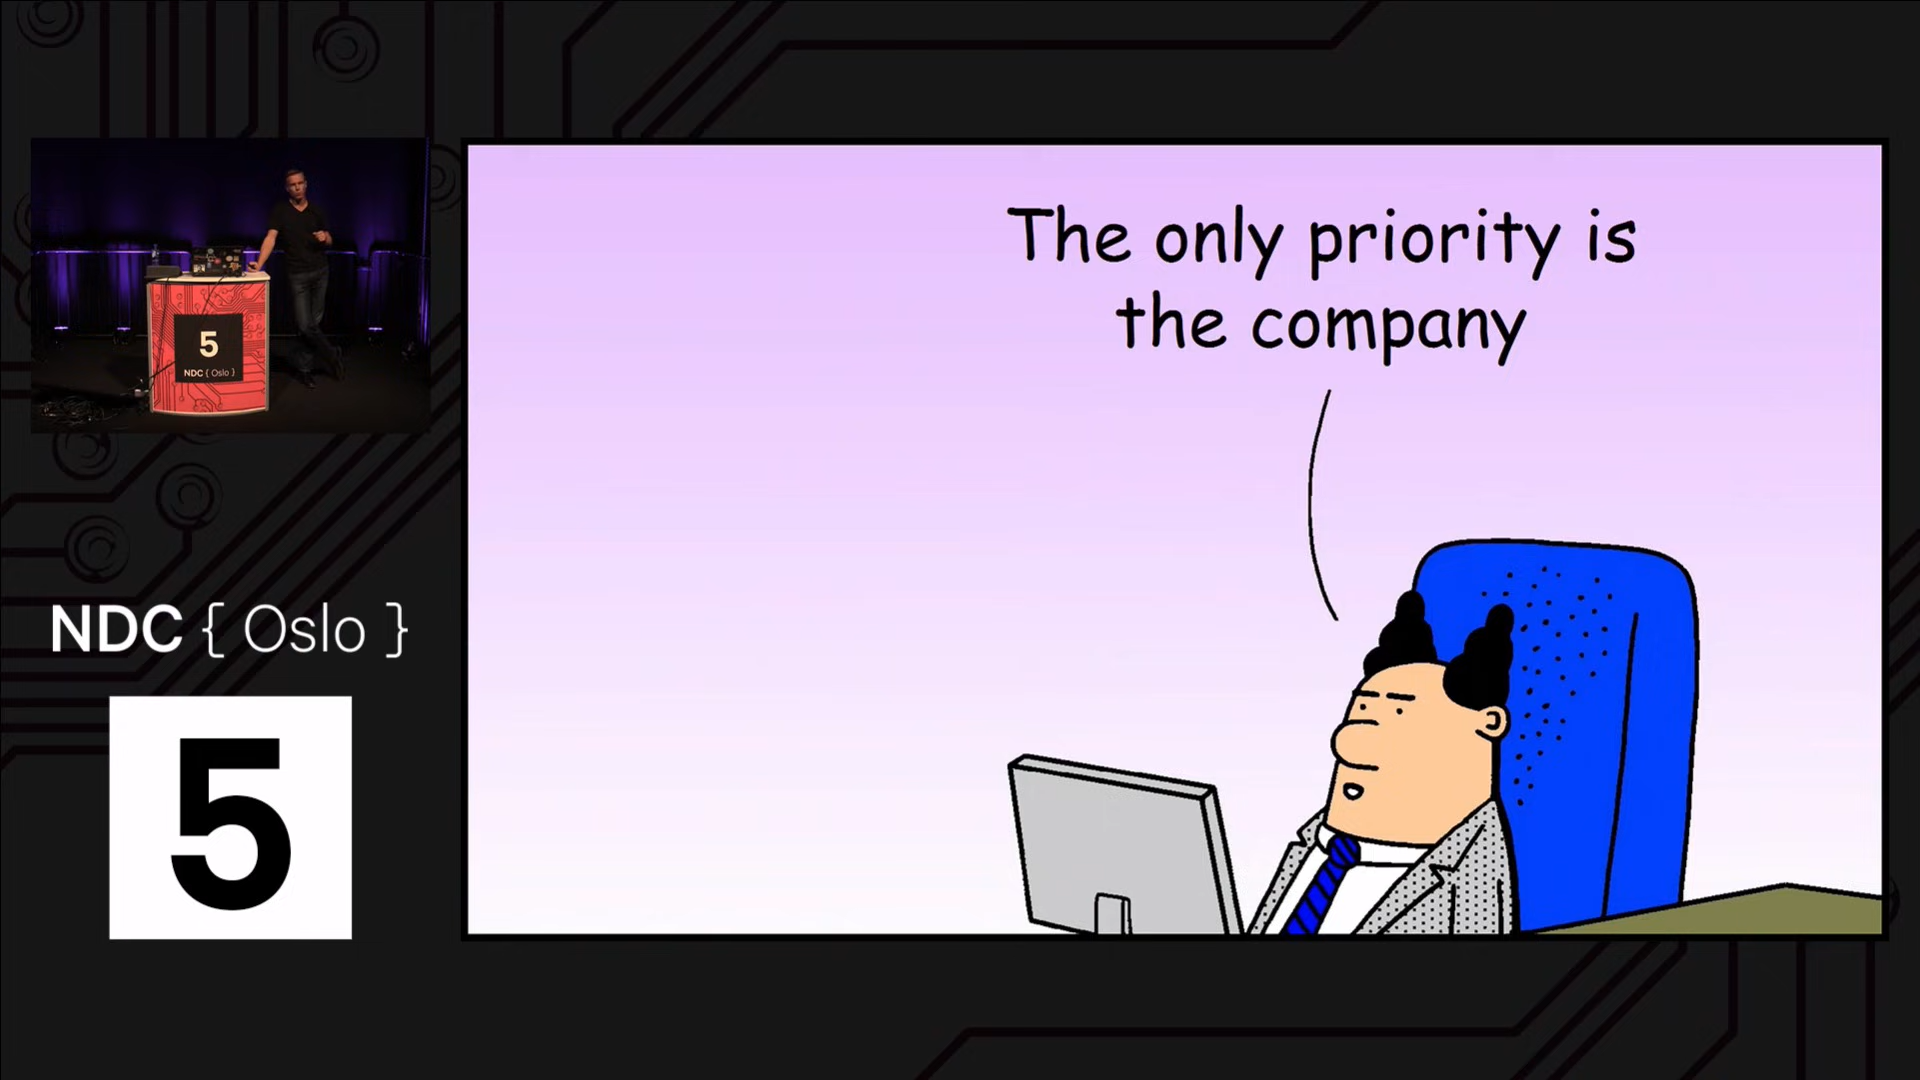 5
NDC { Oslo }
NDC { Oslo }
5
The only priority is
the company